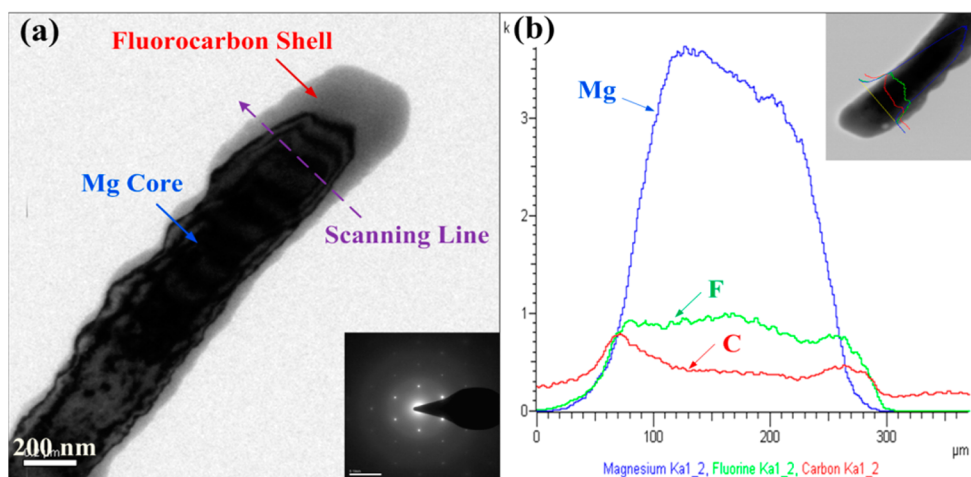 (a)
Fluorocarbon Shell
Mg Core
Scanning Line
200 nm
(b)
k
3
2
1
0
Mg
F
C
0 100 200 300 µm
Magnesium Ka1_2, Fluorine Ka1_2, Carbon Ka1_2